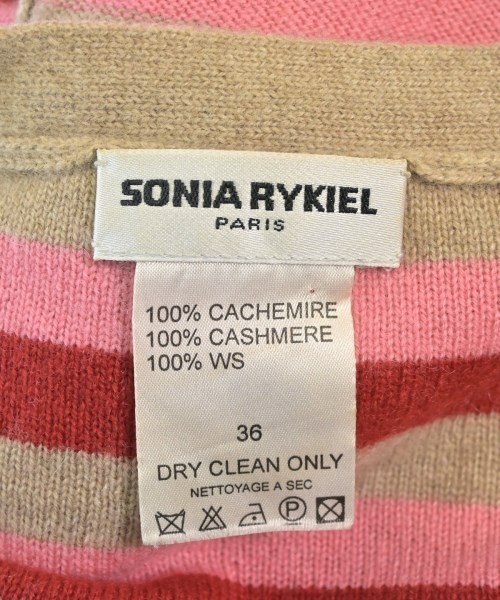 SONIA RYKIEL
PARIS
100% CACHEMIRE
100% CASHMERE
100% WS
36
DRY CLEAN ONLY
NETTOYAGE A SEC
P